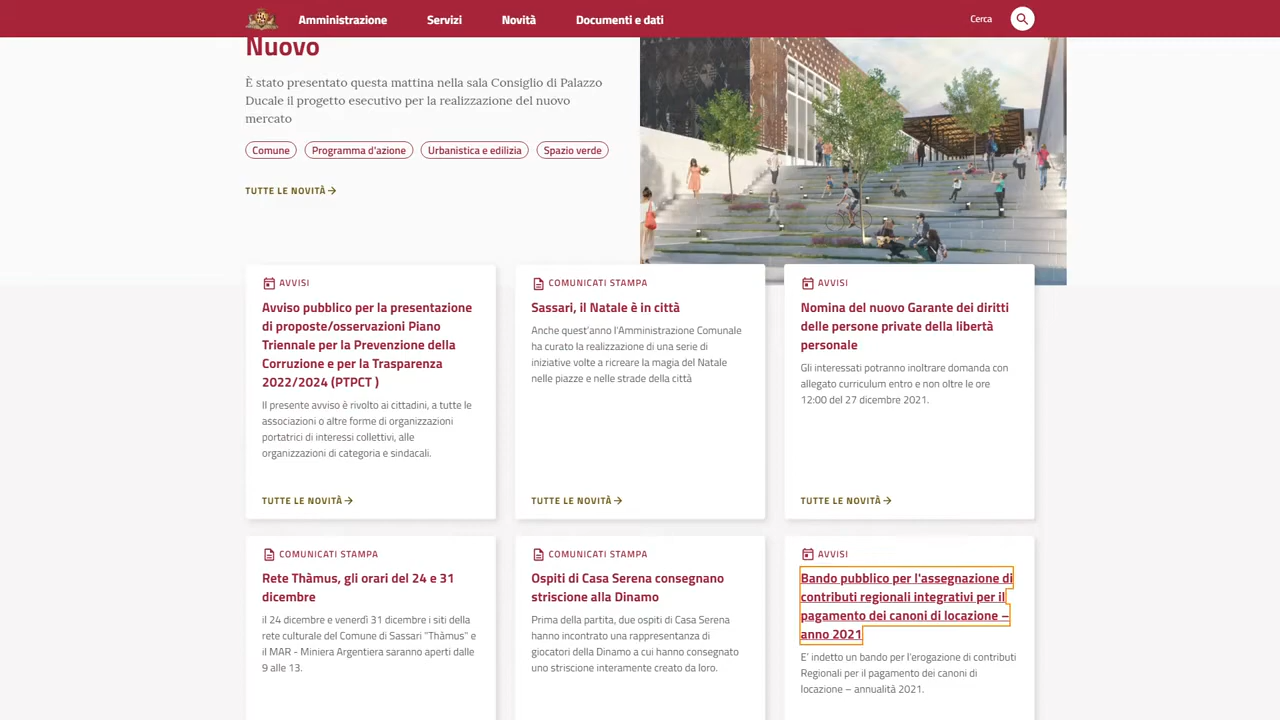 Amministrazione Servizi Novità Documenti e dati Cerca
Nuovo
È stato presentato questa mattina nella sala Consiglio di Palazzo
Ducale il progetto esecutivo per la realizzazione del nuovo
mercato
Comune Programma d'azione Urbanistica e edilizia Spazio verde
TUTTE LE NOVITÀ
AVVISI
Avviso pubblico per la presentazione
di proposte/osservazioni Piano
Triennale per la Prevenzione della
Corruzione e per la Trasparenza
2022/2024 (PTPCT )
Il presente avviso è rivolto ai cittadini, a tutte le
associazioni o altre forme di organizzazioni
portatrici di interessi collettivi, alle
organizzazioni di categoria e sindacali.
TUTTE LE NOVITÀ
COMUNICATI STAMPA
Sassari, il Natale è in città
Anche quest'anno l'Amministrazione Comunale
ha curato la realizzazione di una serie di
iniziative volte a ricreare la magia del Natale
nelle piazze e nelle strade della città
TUTTE LE NOVITÀ
AVVISI
Nomina del nuovo Garante dei diritti
delle persone private della libertà
personale
Gli interessati potranno inoltrare domanda con
allegato curriculum entro e non oltre le ore
12:00 del 27 dicembre 2021.
TUTTE LE NOVITÀ
COMUNICATI STAMPA
Rete Thàmus, gli orari del 24 e 31
dicembre
il 24 dicembre e venerdì 31 dicembre i siti della
rete culturale del Comune di Sassari "Thàmus" e
il MAR - Miniera Argentiera saranno aperti dalle
9 alle 13.
COMUNICATI STAMPA
Ospiti di Casa Serena consegnano
striscione alla Dinamo
Prima della partita, due ospiti di Casa Serena
hanno incontrato una rappresentanza di
giocatori della Dinamo a cui hanno consegnato
uno striscione interamente creato da loro.
AVVISI
Bando pubblico per l'assegnazione di
contributi regionali integrativi per il
pagamento dei canoni di locazione –
anno 2021
E' indetto un bando per l'erogazione di contributi
Regionali per il pagamento dei canoni di
locazione – annualità 2021.